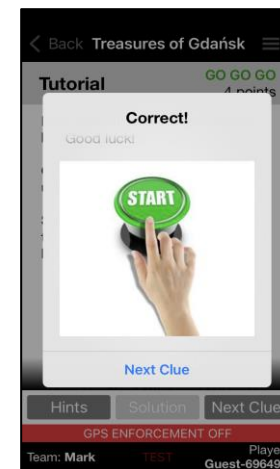 Back Treasures of Gdańsk
Tutorial
GO GO GO
4 points
Correct!
Good luck!
START
Next Clue
Hints
Solution
Next Clue
GPS ENFORCEMENT OFF
Team: Mark
TEST
Playe
Guest-69649